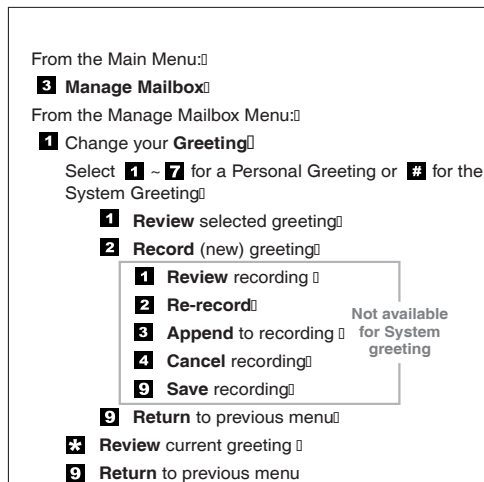 From the Main Menu:
3 Manage Mailbox
From the Manage Mailbox Menu:
1 Change your Greeting
Select 1 ~ 7 for a Personal Greeting or # for the
System Greeting
1 Review selected greeting
2 Record (new) greeting
1 Review recording
2 Re-record
3 Append to recording
4 Cancel recording
9 Save recording
Not available
for System
greeting
9 Return to previous menu
* Review current greeting
9 Return to previous menu